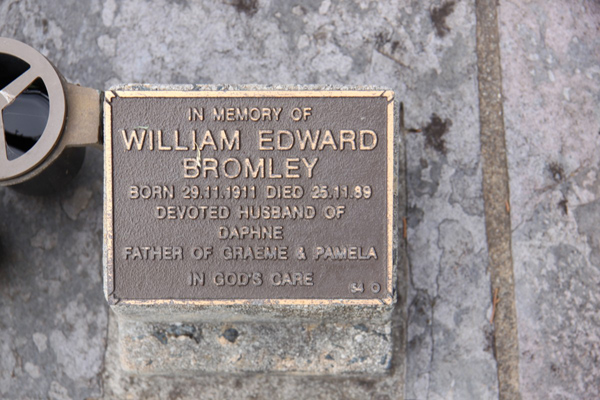 IN MEMORY OF
WILLIAM EDWARD
BROMLEY
BORN 29.11.1911 DIED 25.11.89
DEVOTED HUSBAND OF
DAPHNE
FATHER OF GRAEME & PAMELA
IN GOD'S CARE